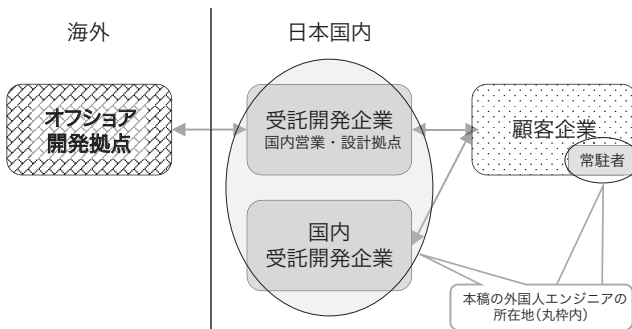 海外
日本国内
オフショア
開発拠点
受託開発企業
国内営業・設計拠点
顧客企業
常駐者
国内
受託開発企業
本稿の外国人エンジニアの
所在地(丸枠内)